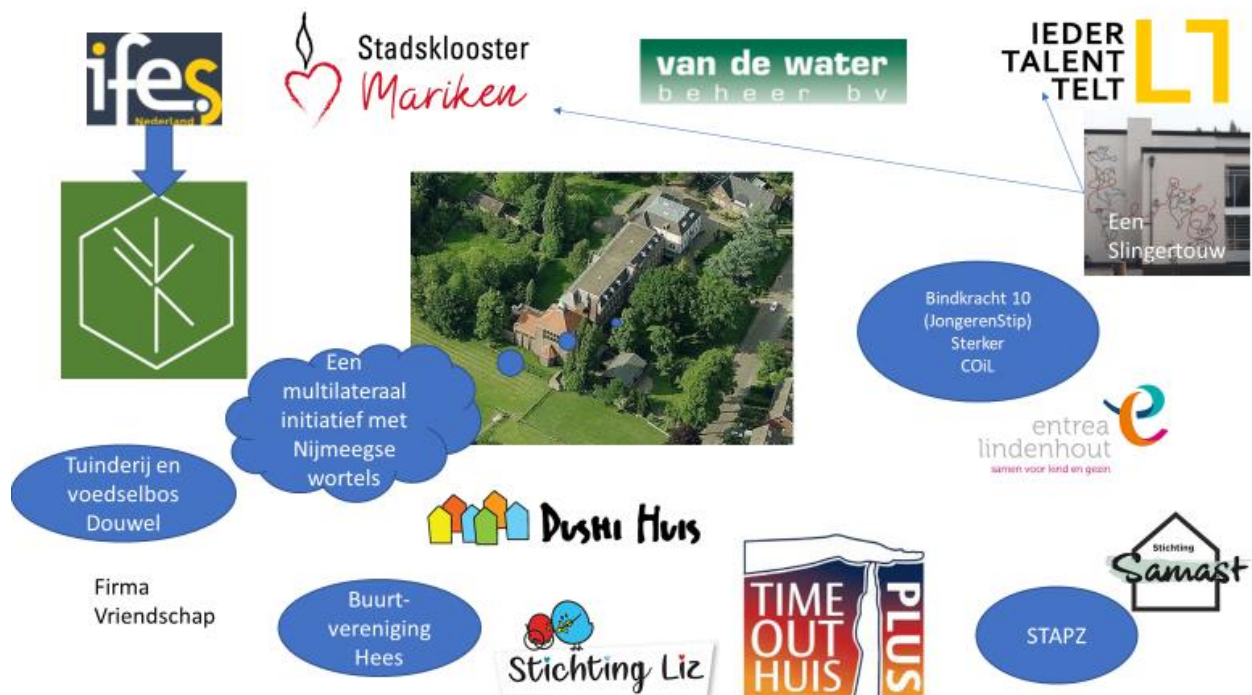 ifes
Nederland
Stadsklooster
Mariken
van de water
beheer bv
IEDER
TALENT
TELT
Een
Slingertouw
Bindkracht 10
(JongerenStip)
Sterker
COiL
Een
multilateraal
initiatief met
Nijmeegse
wortels
entrea
lindenhout
samen voor kind en gezin
Tuinderij en
voedselbos
Douwel
Dushi Huis
Stichting
Samast
Firma
Vriendschap
Buurt-
vereniging
Hees
Stichting Liz
TIME
OUT
HUIS
PLUS
STAPZ